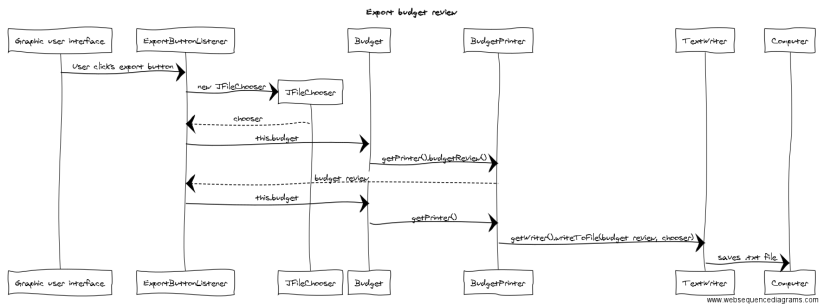 Export budget review
Graphic user interface ExportButtonListener Budget BudgetPrinter TextWriter Computer
User clicks export button
new JFileChooser
JFileChooser
chooser
this.budget
getPrinter().budgetReview()
budget review
this.budget
getPrinter()
getWriter().writeToFile(budget review, chooser)
saves .txt file
Graphic user interface ExportButtonListener JFileChooser Budget BudgetPrinter TextWriter Computer
www.websequencediagrams.com